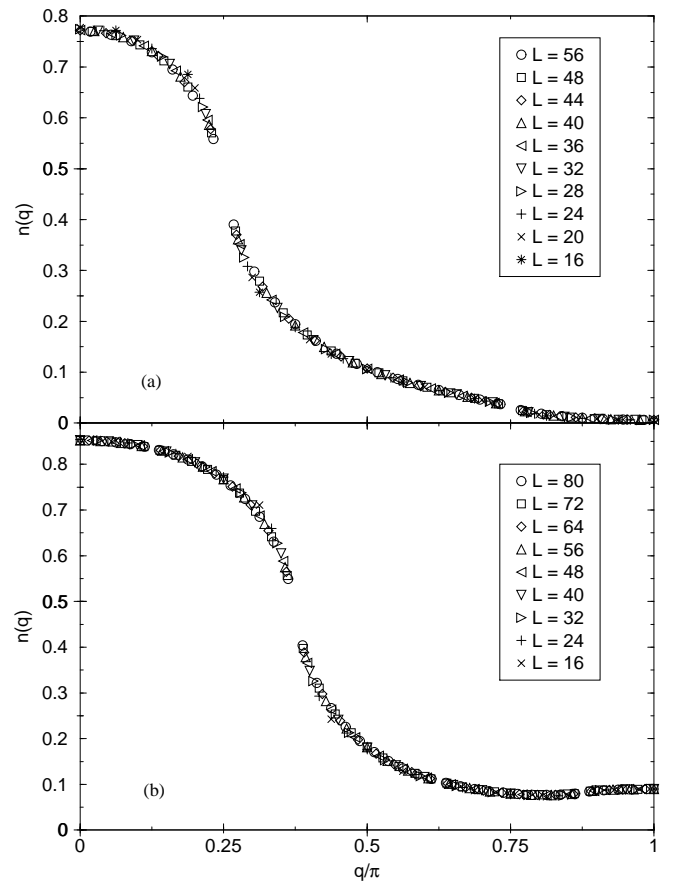 0.8
0.7
0.6
0.5
0.4
0.3
0.2
0.1
0
n(q)
(a)
L = 56
L = 48
L = 44
L = 40
L = 36
L = 32
L = 28
L = 24
L = 20
L = 16
0.8
0.7
0.6
0.5
0.4
0.3
0.2
0.1
0
n(q)
(b)
L = 80
L = 72
L = 64
L = 56
L = 48
L = 40
L = 32
L = 24
L = 16
0 0.25 0.5 0.75 1
q/π